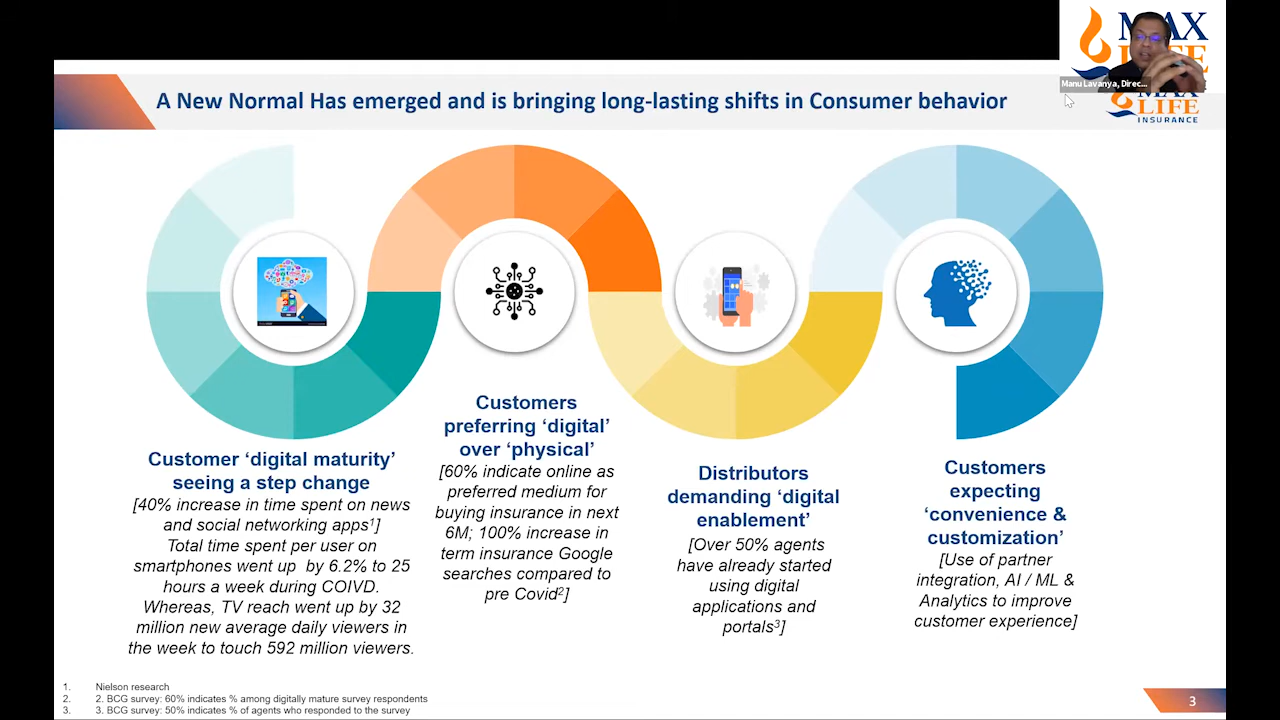 MAX
LIFE
Manu Lavanya, Direc...
MAX
LIFE
INSURANCE
A New Normal Has emerged and is bringing long-lasting shifts in Consumer behavior
Customer ‘digital maturity’
seeing a step change
[40% increase in time spent on news
and social networking apps¹]
Total time spent per user on
smartphones went up by 6.2% to 25
hours a week during COIVD.
Whereas, TV reach went up by 32
million new average daily viewers in
the week to touch 592 million viewers.
Customers
preferring ‘digital’
over ‘physical’
[60% indicate online as
preferred medium for
buying insurance in next
6M; 100% increase in
term insurance Google
searches compared to
pre Covid²]
Distributors
demanding ‘digital
enablement’
[Over 50% agents
have already started
using digital
applications and
portals³]
Customers
expecting
‘convenience &
customization’
[Use of partner
integration, AI / ML &
Analytics to improve
customer experience]
1. Nielson research
2. 2. BCG survey: 60% indicates % among digitally mature survey respondents
3. 3. BCG survey: 50% indicates % of agents who responded to the survey
3